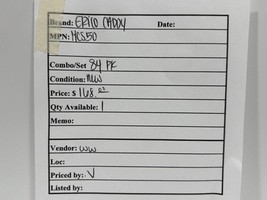 Brand: ERTTO CADDY Date:
MPN: HCS50
Combo/Set 84 PK
Condition: NEW
Price: $ 168.00
Qty Available: 1
Memo:
Vendor: WW
Loc:
Priced by: V
Listed by: